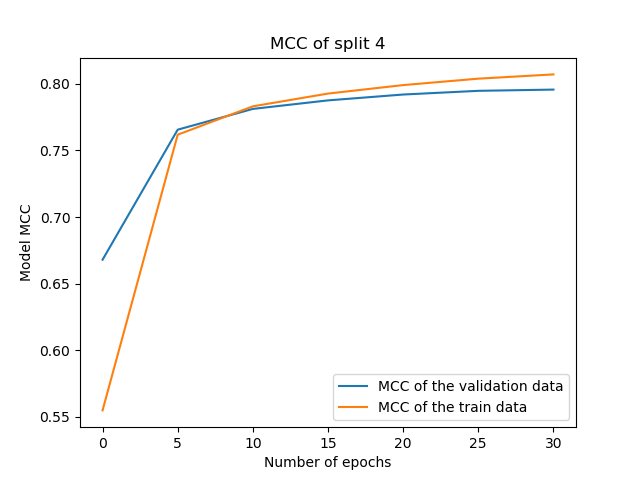 MCC of split 4
Model MCC
0.80
0.75
0.70
0.65
0.60
0.55
MCC of the validation data
MCC of the train data
0 5 10 15 20 25 30
Number of epochs